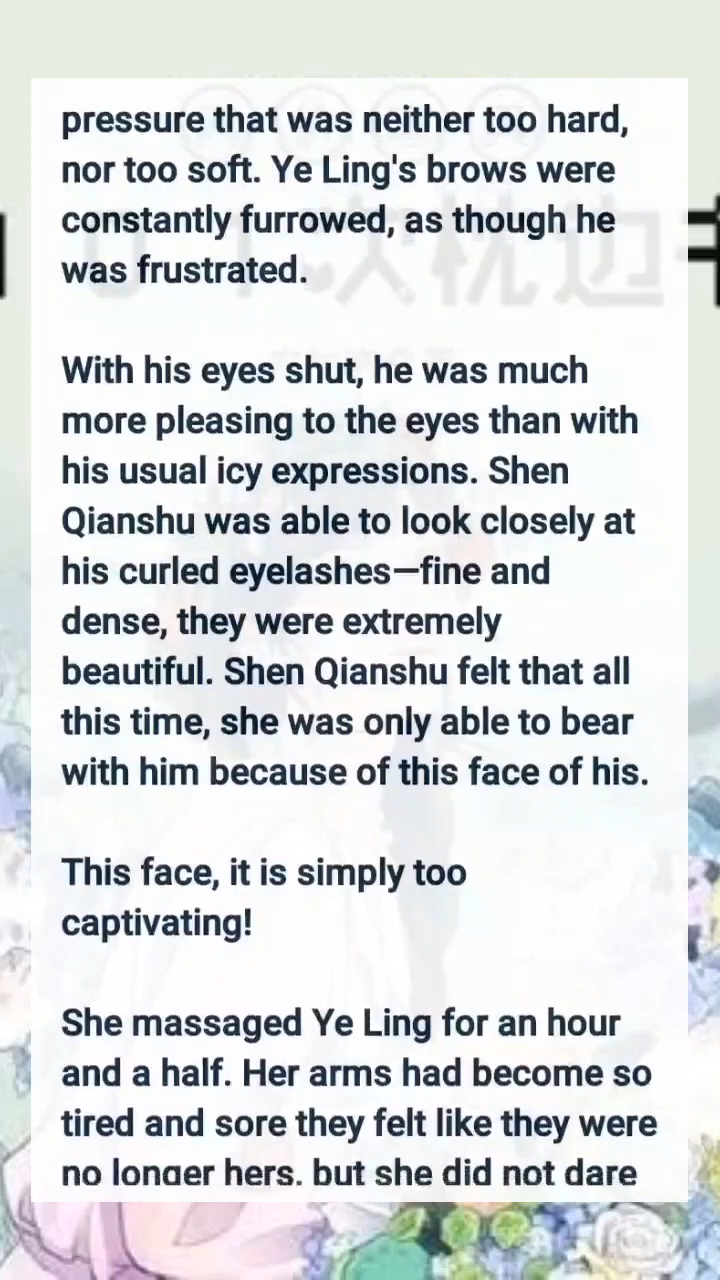 pressure that was neither too hard,
nor too soft. Ye Ling's brows were
constantly furrowed, as though he
was frustrated.
With his eyes shut, he was much
more pleasing to the eyes than with
his usual icy expressions. Shen
Qianshu was able to look closely at
his curled eyelashes—fine and
dense, they were extremely
beautiful. Shen Qianshu felt that all
this time, she was only able to bear
with him because of this face of his.
This face, it is simply too
captivating!
She massaged Ye Ling for an hour
and a half. Her arms had become so
tired and sore they felt like they were
no longer hers, but she did not dare
次枕边